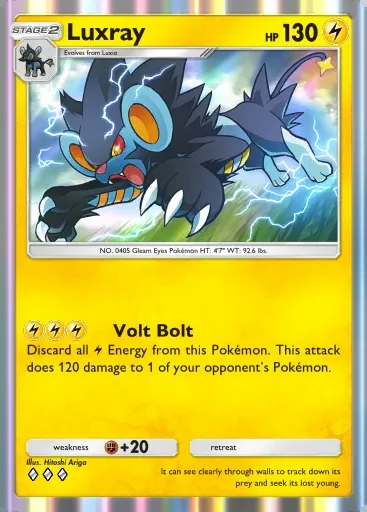 STAGE 2 Luxray HP 130
Evolves from Luxio
NO. 0405 Gleam Eyes Pokémon HT: 4'7" WT: 92.6 lbs.
Volt Bolt
Discard all Energy from this Pokémon. This attack
does 120 damage to 1 of your opponent's Pokémon.
weakness +20 retreat
Illus. Hitoshi Ariga
It can see clearly through walls to track down its
prey and seek its lost young.